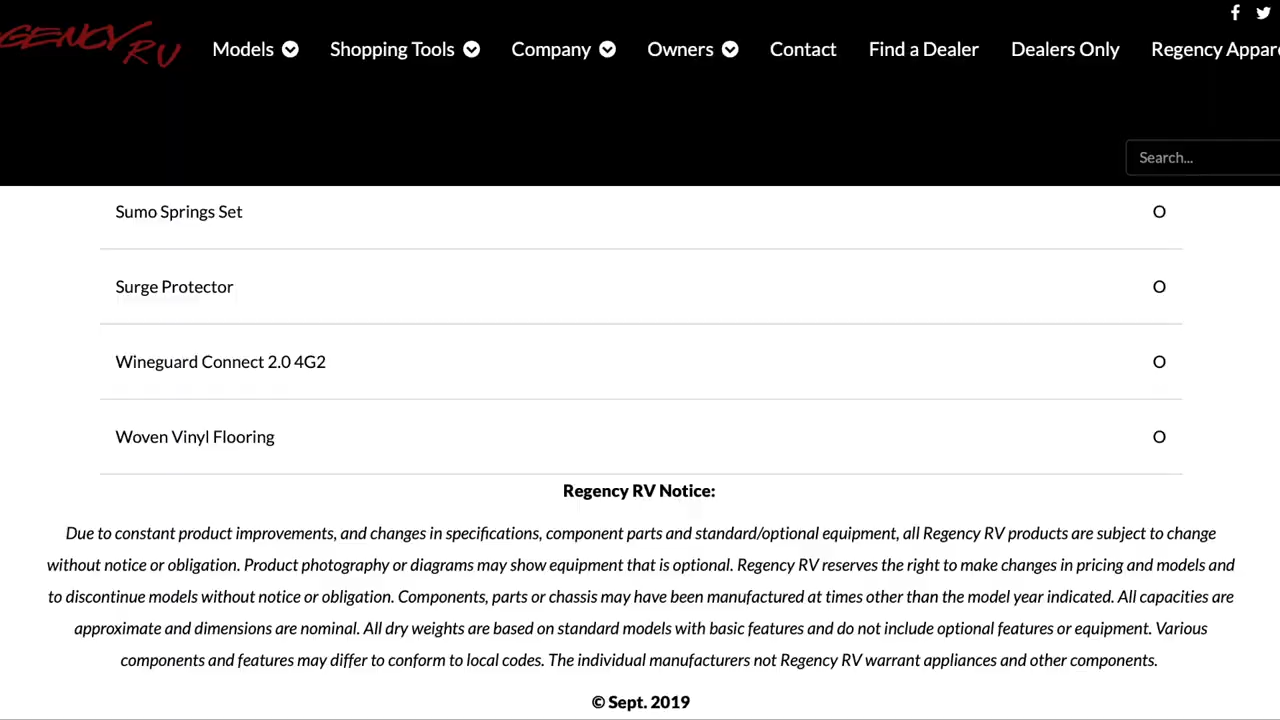 GENCY RV
Models Shopping Tools Company Owners Contact Find a Dealer Dealers Only Regency Appar
Search...
Sumo Springs Set O
Surge Protector O
Wineguard Connect 2.0 4G2 O
Woven Vinyl Flooring O
Regency RV Notice:
Due to constant product improvements, and changes in specifications, component parts and standard/optional equipment, all Regency RV products are subject to change
without notice or obligation. Product photography or diagrams may show equipment that is optional. Regency RV reserves the right to make changes in pricing and models and
to discontinue models without notice or obligation. Components, parts or chassis may have been manufactured at times other than the model year indicated. All capacities are
approximate and dimensions are nominal. All dry weights are based on standard models with basic features and do not include optional features or equipment. Various
components and features may differ to conform to local codes. The individual manufacturers not Regency RV warrant appliances and other components.
© Sept. 2019